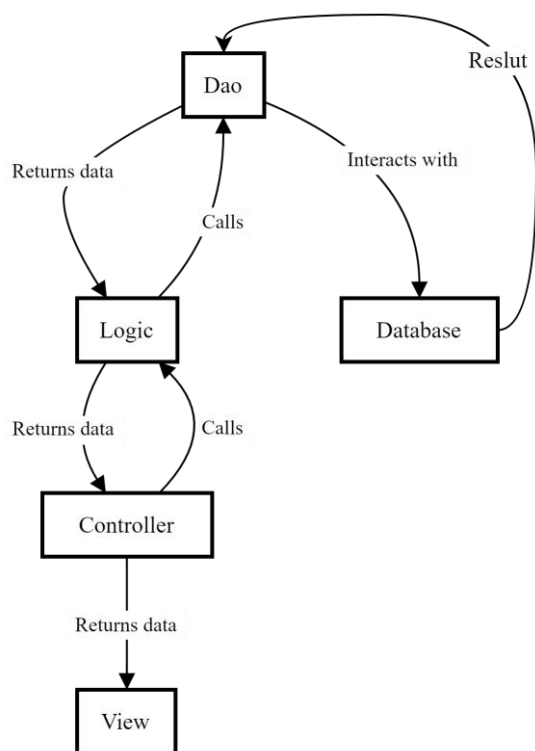 Reslut
Dao
Returns data
Interacts with
Calls
Logic
Database
Returns data
Calls
Controller
Returns data
View